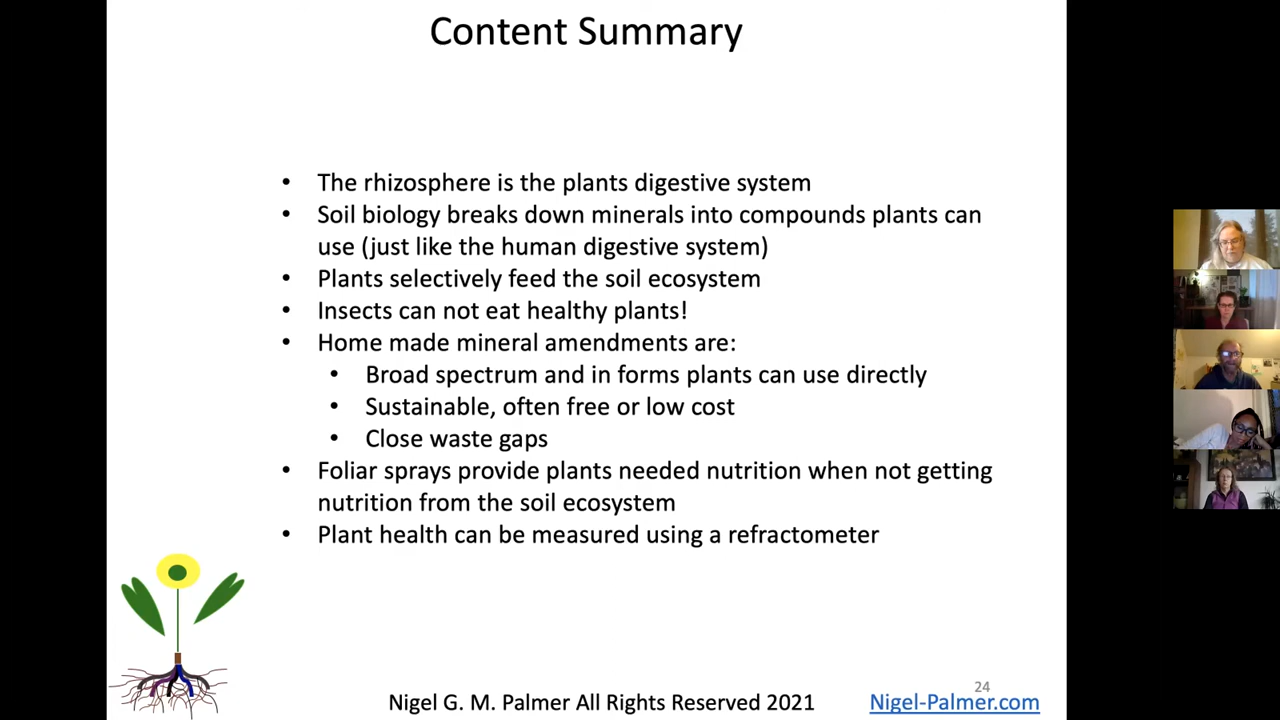 Content Summary
• The rhizosphere is the plants digestive system
• Soil biology breaks down minerals into compounds plants can
use (just like the human digestive system)
• Plants selectively feed the soil ecosystem
• Insects can not eat healthy plants!
• Home made mineral amendments are:
• Broad spectrum and in forms plants can use directly
• Sustainable, often free or low cost
• Close waste gaps
• Foliar sprays provide plants needed nutrition when not getting
nutrition from the soil ecosystem
• Plant health can be measured using a refractometer
24
Nigel G. M. Palmer All Rights Reserved 2021
Nigel-Palmer.com